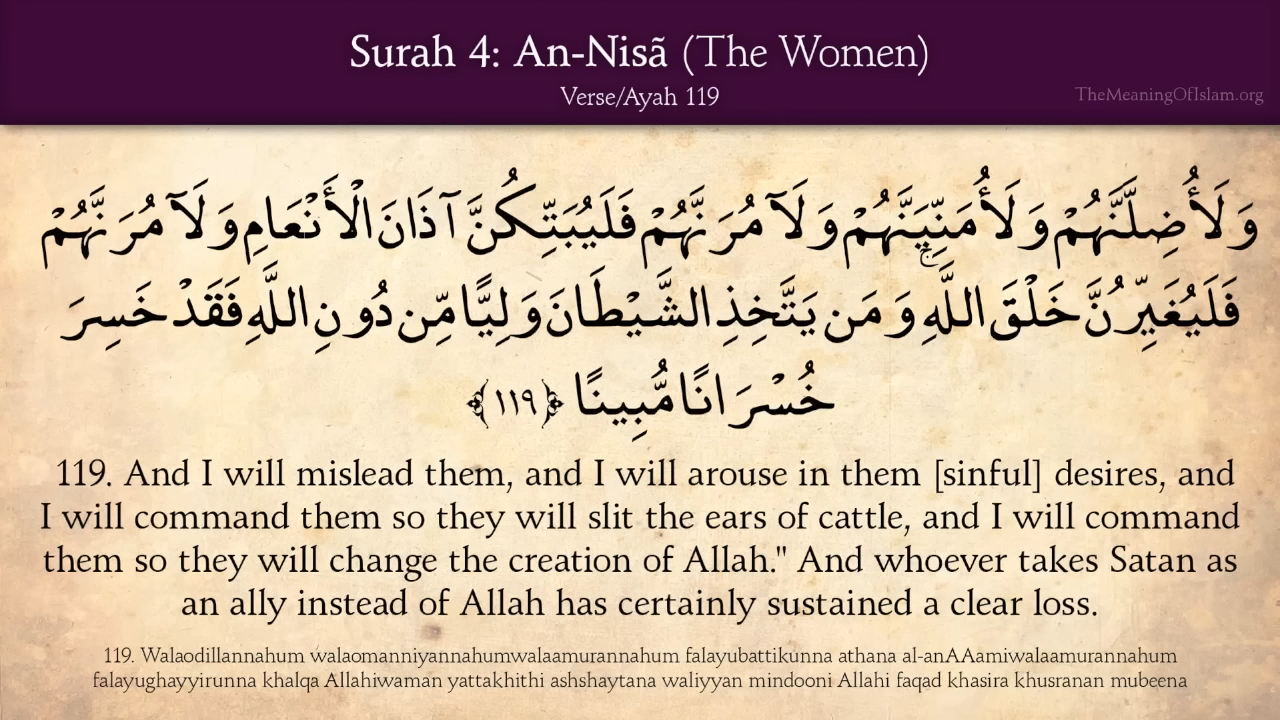 Surah 4: An-Nisã (The Women)
Verse/Ayah 119
TheMeaningOfIslam.org
وَلَأُضِلَّنَّهُمْ وَلَأُمَنِّيَنَّهُمْ وَلَآمُرَنَّهُمْ فَلَيُبَتِّكُنَّ آذَانَ الْأَنْعَامِ وَلَآمُرَنَّهُمْ
فَلَيُغَيِّرُنَّ خَلْقَ اللَّهِ ۚ وَمَن يَتَّخِذِ الشَّيْطَانَ وَلِيًّا مِّن دُونِ اللَّهِ فَقَدْ خَسِرَ
خُسْرَانًا مُّبِينًا ﴿١١٩﴾
119. And I will mislead them, and I will arouse in them [sinful] desires, and
I will command them so they will slit the ears of cattle, and I will command
them so they will change the creation of Allah." And whoever takes Satan as
an ally instead of Allah has certainly sustained a clear loss.
119. Walaodillannahum walaomanniyannahumwalaamurannahum falayubattikunna athana al-anAAamiwalaamurannahum
falayughayyirunna khalqa Allahiwaman yattakhithi ashshaytana waliyyan mindooni Allahi faqad khasira khusranan mubeena